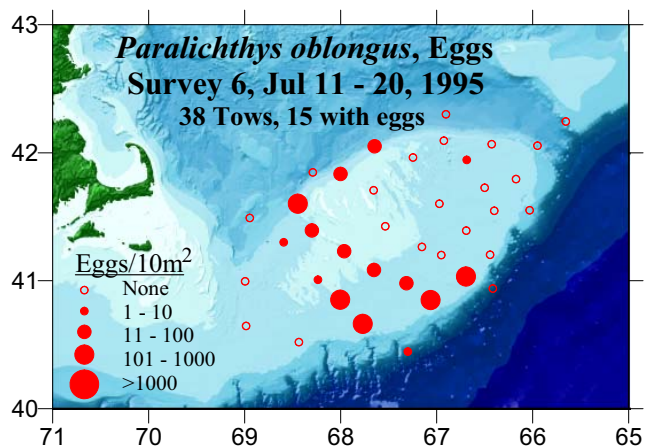 Paralichthys oblongus, Eggs
Survey 6, Jul 11 - 20, 1995
38 Tows, 15 with eggs
43
42
41
40
Eggs/10m²
None
1 - 10
11 - 100
101 - 1000
>1000
71 70 69 68 67 66 65